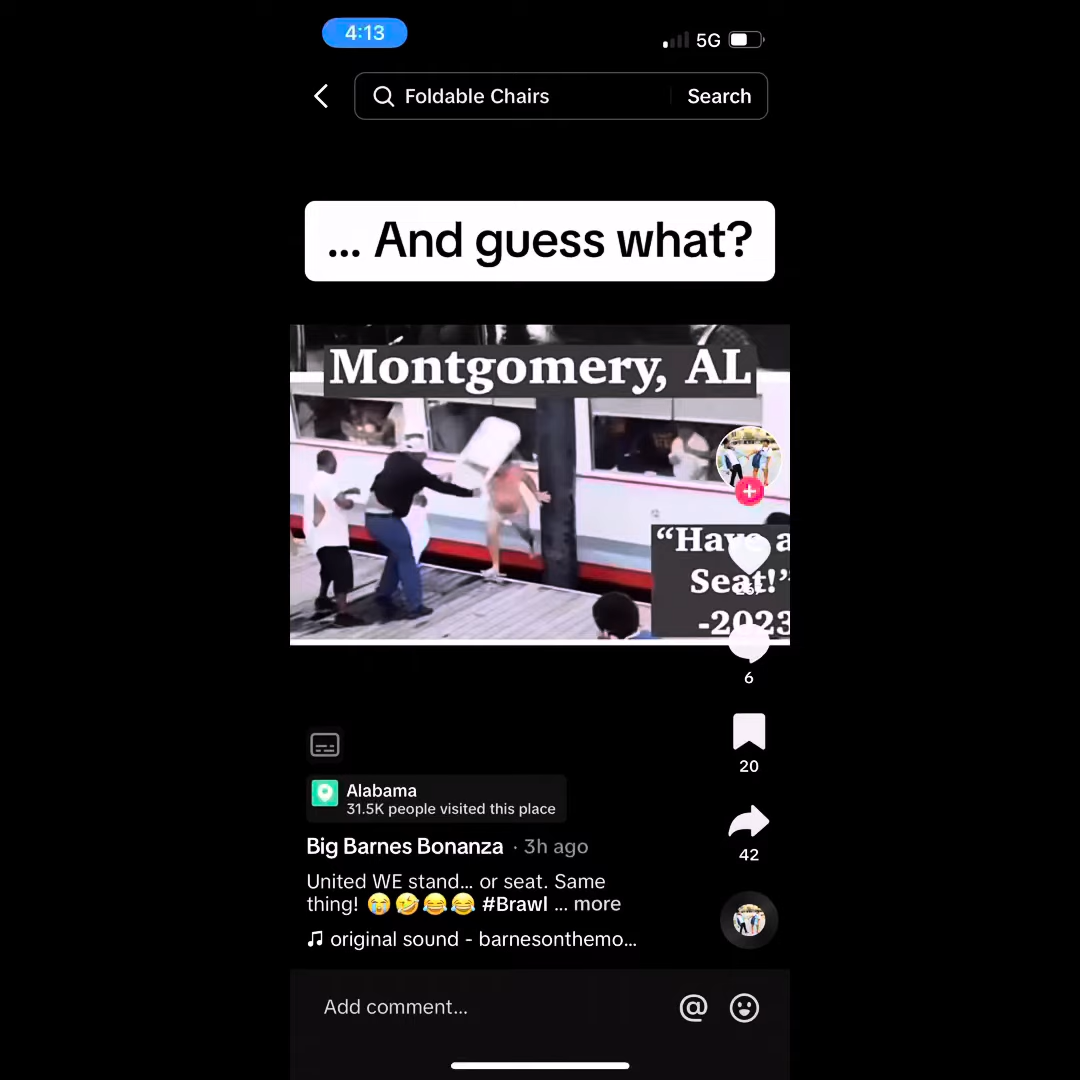 4:13
5G
Foldable Chairs
Search
... And guess what?
Montgomery, AL
“Have a
Seat!”
-2023
6
20
Alabama
31.5K people visited this place
Big Barnes Bonanza · 3h ago
42
United WE stand... or seat. Same
thing! 😭🤣😂😂 #Brawl ... more
original sound - barnesonthemo...
Add comment...
@